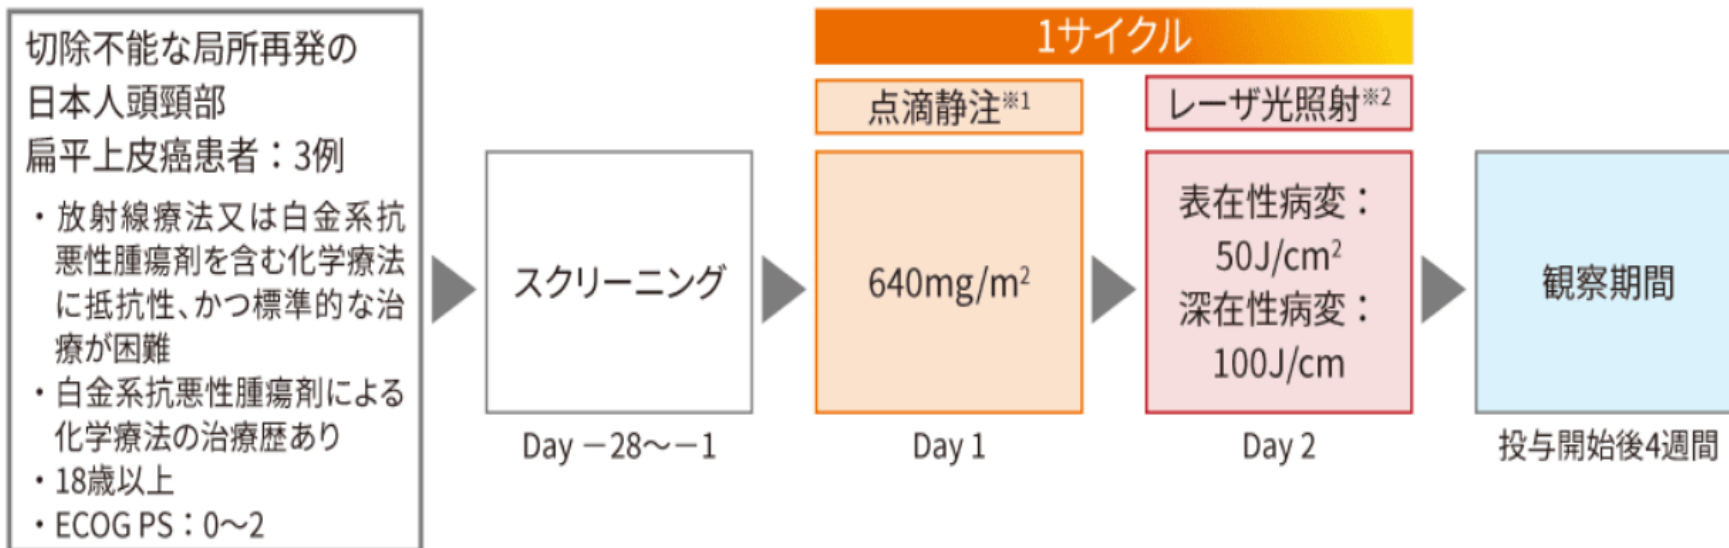 切除不能な局所再発の
日本人頭頸部
扁平上皮癌患者：3例
・放射線療法又は白金系抗
悪性腫瘍剤を含む化学療法
に抵抗性、かつ標準的な治
療が困難
・白金系抗悪性腫瘍剤による
化学療法の治療歴あり
・18歳以上
・ECOG PS：0～2
スクリーニング
Day －28～－1
1サイクル
点滴静注※1
640mg/m²
Day 1
レーザ光照射※2
表在性病変：
50J/cm²
深在性病変：
100J/cm
Day 2
観察期間
投与開始後4週間